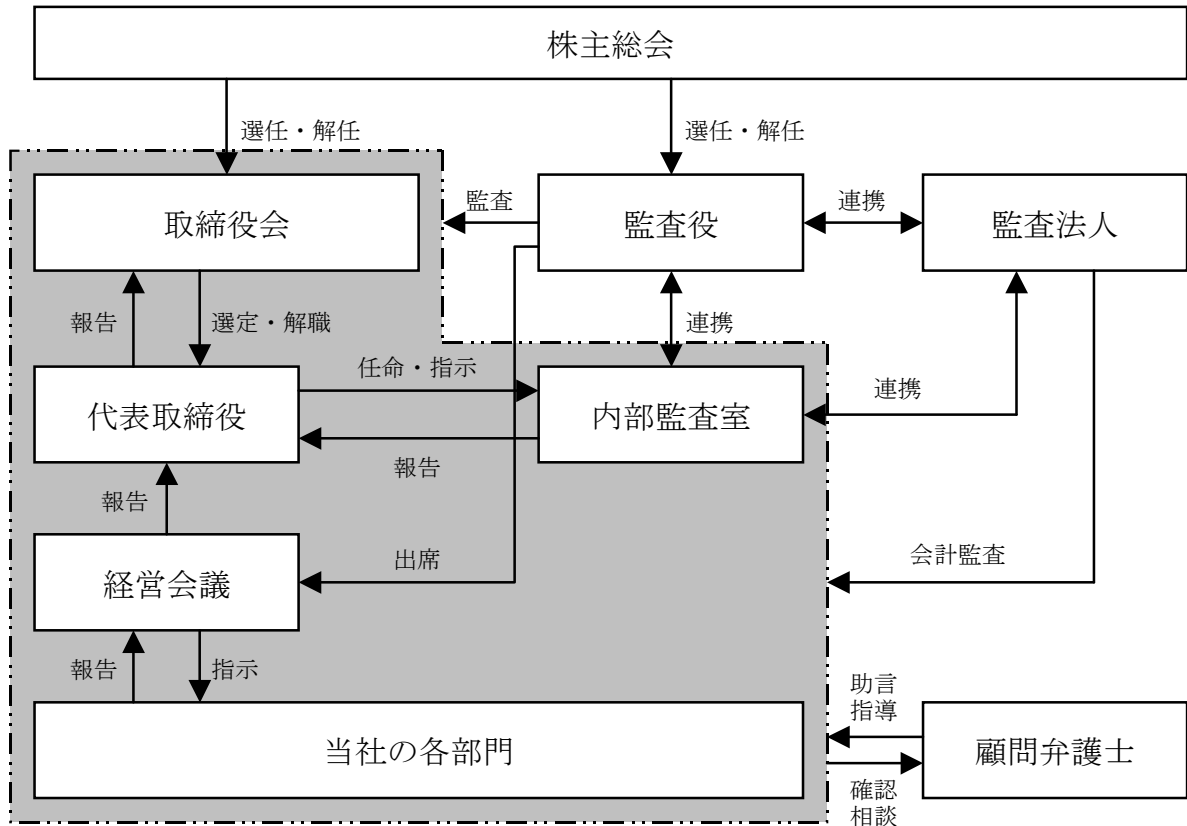 株主総会
選任・解任
選任・解任
取締役会
監査
監査役
連携
監査法人
報告
選定・解職
連携
代表取締役
任命・指示
内部監査室
連携
報告
報告
経営会議
出席
会計監査
報告
指示
当社の各部門
助言
指導
顧問弁護士
確認
相談